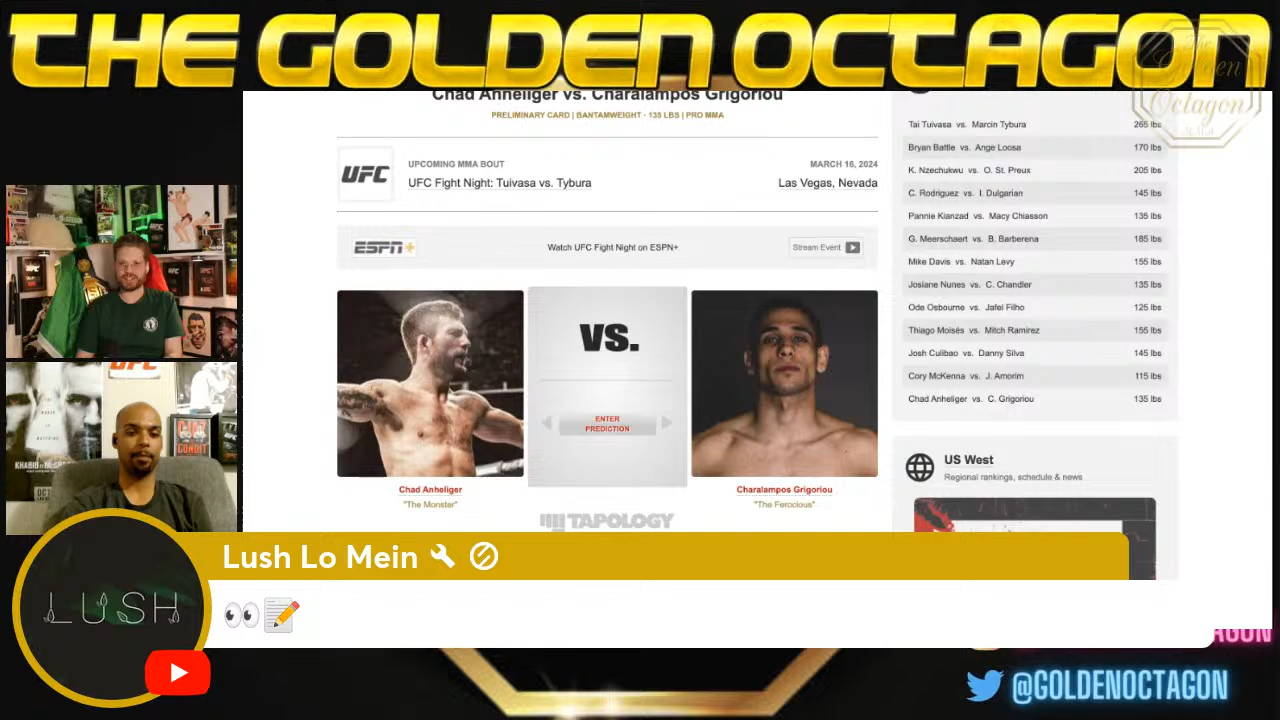 THE GOLDEN OCTAGON
The
Golden
Octagon
Chad Anheliger vs. Charalampos Grigoriou
PRELIMINARY CARD | BANTAMWEIGHT · 135 LBS | PRO MMA
UFC
UPCOMING MMA BOUT
MARCH 16, 2024
UFC Fight Night: Tuivasa vs. Tybura
Las Vegas, Nevada
ESPN+
Watch UFC Fight Night on ESPN+
Stream Event
VS.
ENTER
PREDICTION
Chad Anheliger
"The Monster"
Charalampos Grigoriou
"The Ferocious"
TAPOLOGY
Tai Tuivasa vs. Marcin Tybura 265 lbs
Bryan Battle vs. Ange Loosa 170 lbs
K. Nzechukwu vs. O. St. Preux 205 lbs
C. Rodriguez vs. I. Dulgarian 145 lbs
Pannie Kianzad vs. Macy Chiasson 135 lbs
G. Meerschaert vs. B. Barberena 185 lbs
Mike Davis vs. Natan Levy 155 lbs
Josiane Nunes vs. C. Chandler 135 lbs
Ode Osbourne vs. Jafel Filho 125 lbs
Thiago Moisés vs. Mitch Ramirez 155 lbs
Josh Culibao vs. Danny Silva 145 lbs
Cory McKenna vs. J. Amorim 115 lbs
Chad Anheliger vs. C. Grigoriou 135 lbs
US West
Regional rankings, schedule & news
UFC
KHABIB
CONDIT
Lush Lo Mein
LUSH
AGON
@GOLDENOCTAGON